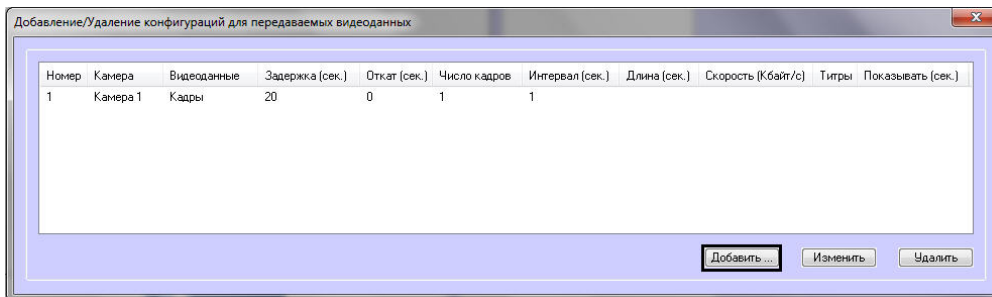 Добавление/Удаление конфигураций для передаваемых видеоданных
Номер Камера Видеоданные Задержка (сек.) Откат (сек.) Число кадров Интервал (сек.) Длина (сек.) Скорость (Кбайт/с) Титры Показывать (сек.)
1 Камера 1 Кадры 20 0 1 1
Добавить ... Изменить Удалить